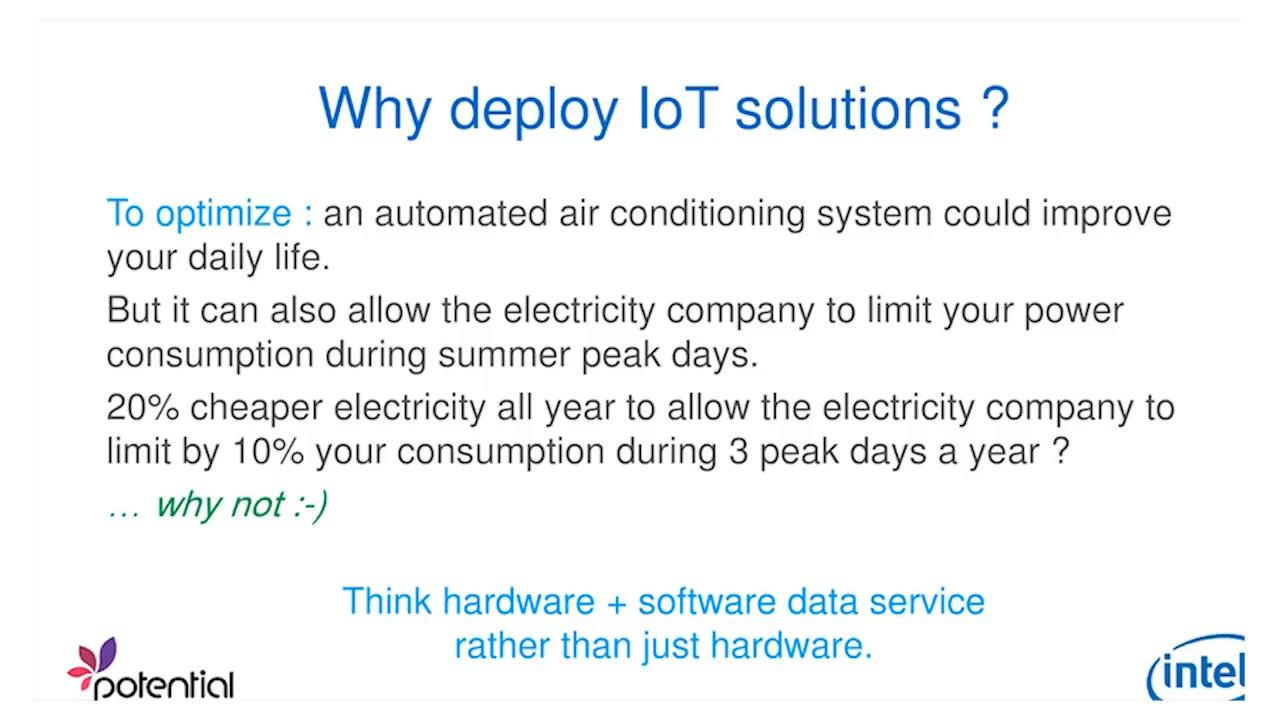 Why deploy IoT solutions ?
To optimize : an automated air conditioning system could improve
your daily life.
But it can also allow the electricity company to limit your power
consumption during summer peak days.
20% cheaper electricity all year to allow the electricity company to
limit by 10% your consumption during 3 peak days a year ?
... why not :-)
Think hardware + software data service
rather than just hardware.
potential
intel